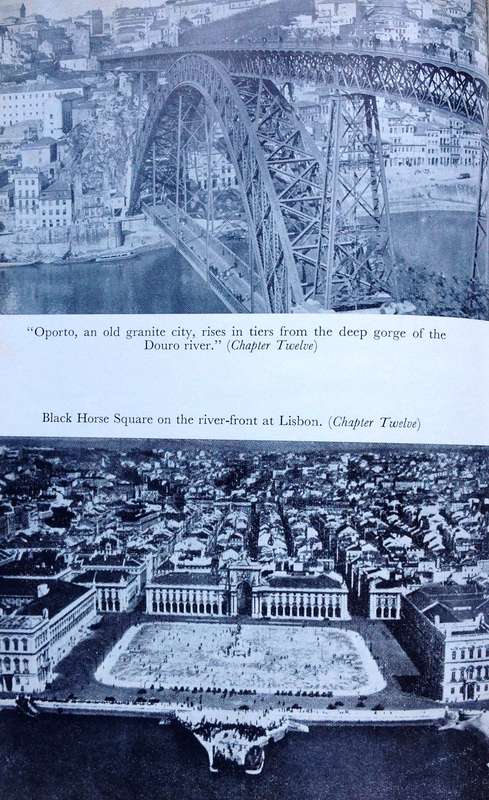 “Oporto, an old granite city, rises in tiers from the deep gorge of the
Douro river.” (Chapter Twelve)
Black Horse Square on the river-front at Lisbon. (Chapter Twelve)